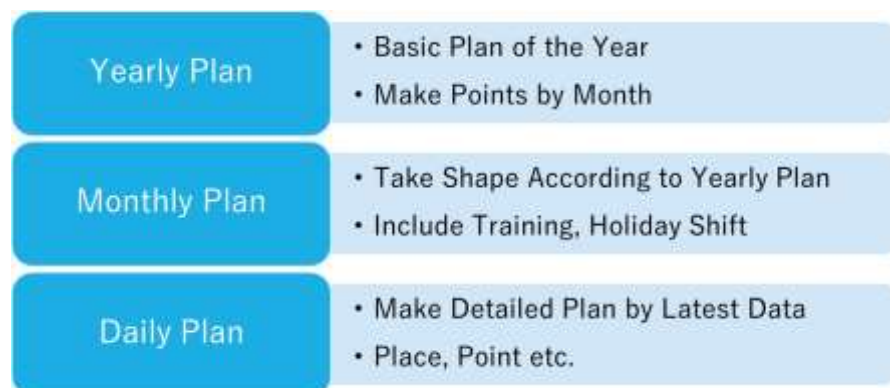 Yearly Plan
• Basic Plan of the Year
• Make Points by Month
Monthly Plan
• Take Shape According to Yearly Plan
• Include Training, Holiday Shift
Daily Plan
• Make Detailed Plan by Latest Data
• Place, Point etc.